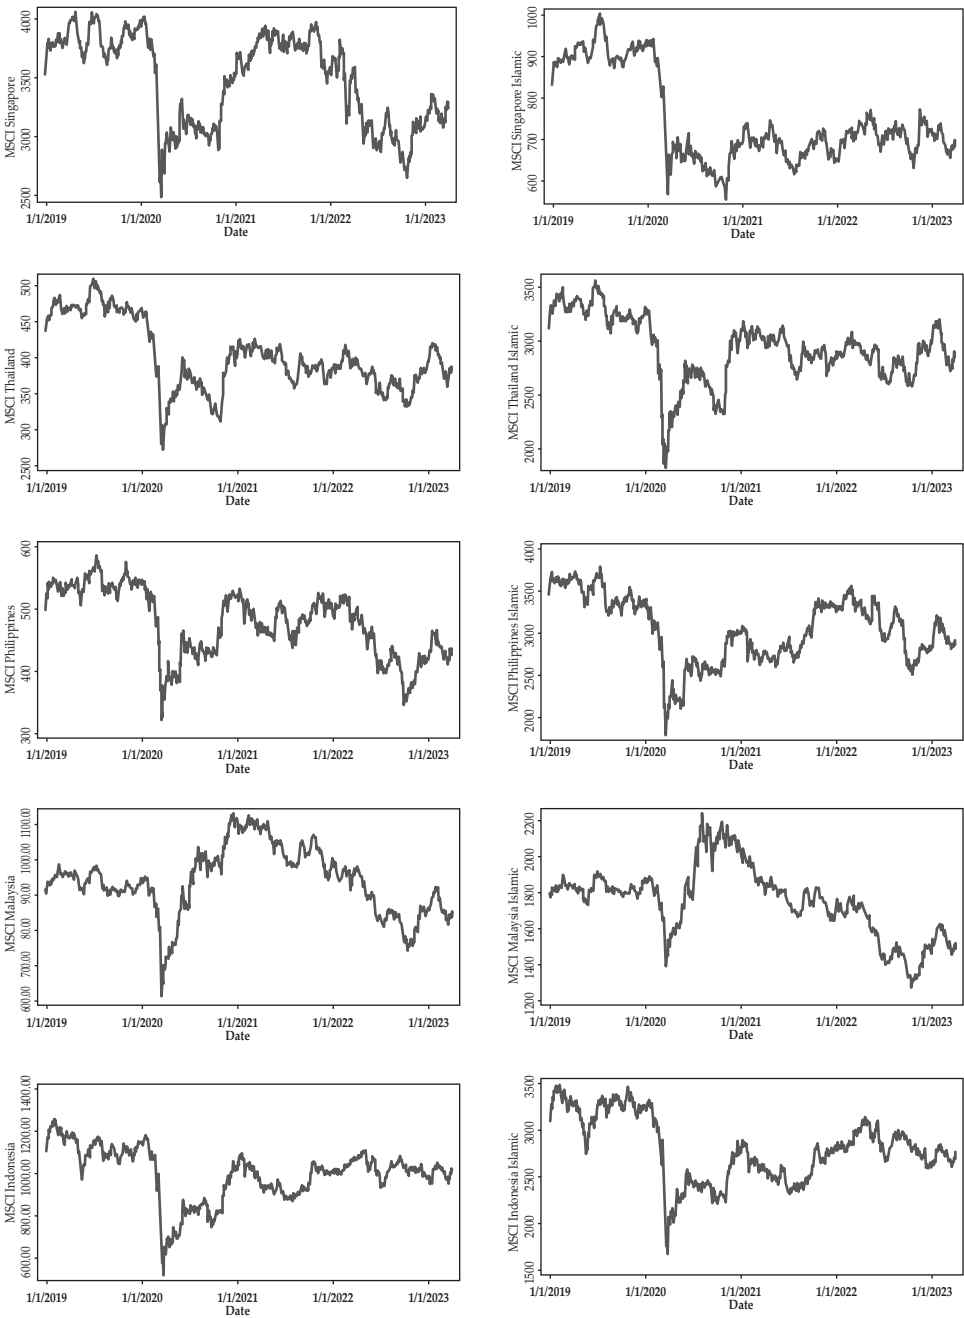 MSCI Singapore
4000
3500
3000
2500
1/1/2019 1/1/2020 1/1/2021 1/1/2022 1/1/2023
Date
MSCI Singapore Islamic
1000
900
800
700
600
1/1/2019 1/1/2020 1/1/2021 1/1/2022 1/1/2023
Date
MSCI Thailand
500
450
400
350
300
2500
1/1/2019 1/1/2020 1/1/2021 1/1/2022 1/1/2023
Date
MSCI Thailand Islamic
3500
3000
2500
2000
1/1/2019 1/1/2020 1/1/2021 1/1/2022 1/1/2023
Date
MSCI Philippines
600
500
400
300
1/1/2019 1/1/2020 1/1/2021 1/1/2022 1/1/2023
Date
MSCI Philippines Islamic
4000
3500
3000
2500
2000
1/1/2019 1/1/2020 1/1/2021 1/1/2022 1/1/2023
Date
MSCI Malaysia
1100.00
1000.00
90.00
80.00
700.00
600.00
1/1/2019 1/1/2020 1/1/2021 1/1/2022 1/1/2023
Date
MSCI Malaysia Islamic
2200
2000
1800
1600
1400
1200
1/1/2019 1/1/2020 1/1/2021 1/1/2022 1/1/2023
Date
MSCI Indonesia
1400.00
1200.00
1000.00
800.00
600.00
1/1/2019 1/1/2020 1/1/2021 1/1/2022 1/1/2023
Date
MSCI Indonesia Islamic
3500
3000
2500
2000
1500
1/1/2019 1/1/2020 1/1/2021 1/1/2022 1/1/2023
Date